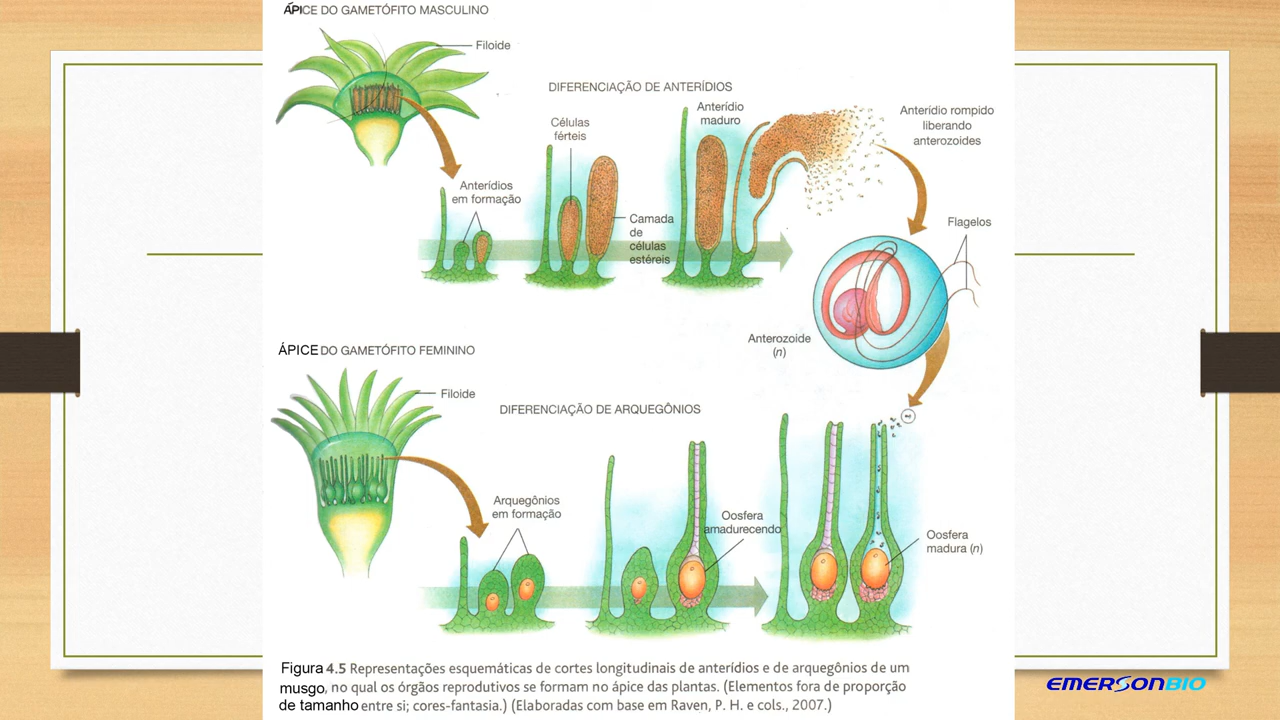 ÁPICE DO GAMETÓFITO MASCULINO
Filoide
DIFERENCIAÇÃO DE ANTERÍDIOS
Anterídio
maduro
Anterídio rompido
liberando
anterozoides
Células
férteis
Anterídios
em formação
Camada
de
células
estéreis
Flagelos
Anterozoide
(n)
ÁPICE DO GAMETÓFITO FEMININO
Filoide
DIFERENCIAÇÃO DE ARQUEGÔNIOS
Arquegônios
em formação
Oosfera
amadurecendo
Oosfera
madura (n)
Figura 4.5 Representações esquemáticas de cortes longitudinais de anterídios e de arquegônios de um
musgo, no qual os órgãos reprodutivos se formam no ápice das plantas. (Elementos fora de proporção
de tamanho entre si; cores-fantasia.) (Elaboradas com base em Raven, P. H. e cols., 2007.)
EMERSONBIO